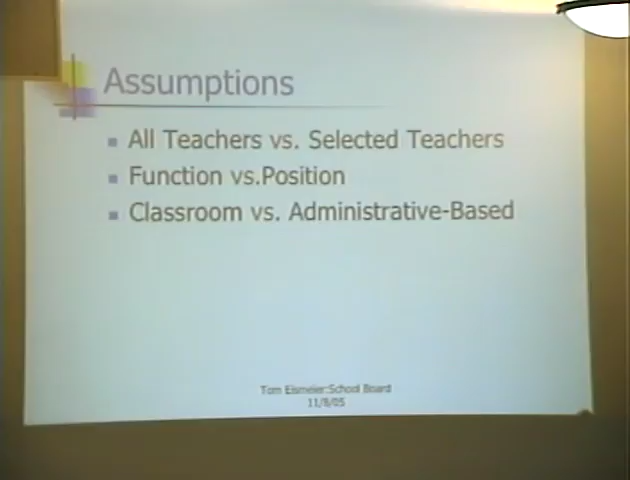 Assumptions
All Teachers vs. Selected Teachers
Function vs.Position
Classroom vs. Administrative-Based
Tom Eismeier:School Board
11/8/05